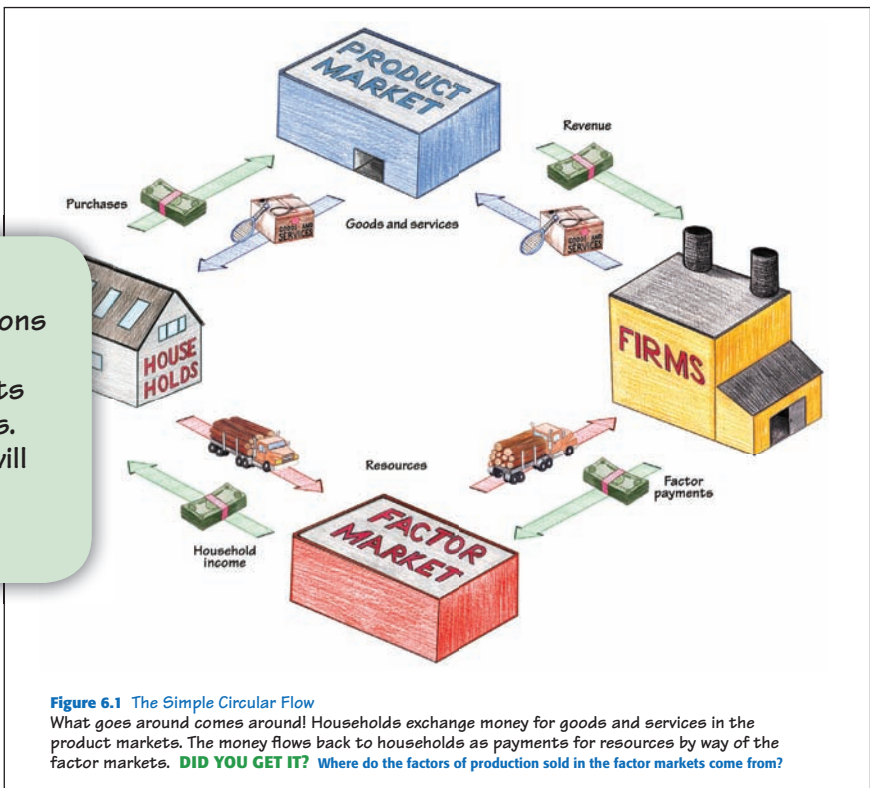 PRODUCT
MARKET
Revenue
Purchases
Goods and services
GOODS AND
SERVICES
GOODS AND
SERVICES
ons
ts
s.
will
HOUSE
HOLDS
FIRMS
Resources
Factor
payments
Household
income
FACTOR
MARKET
Figure 6.1 The Simple Circular Flow
What goes around comes around! Households exchange money for goods and services in the
product markets. The money flows back to households as payments for resources by way of the
factor markets. DID YOU GET IT? Where do the factors of production sold in the factor markets come from?